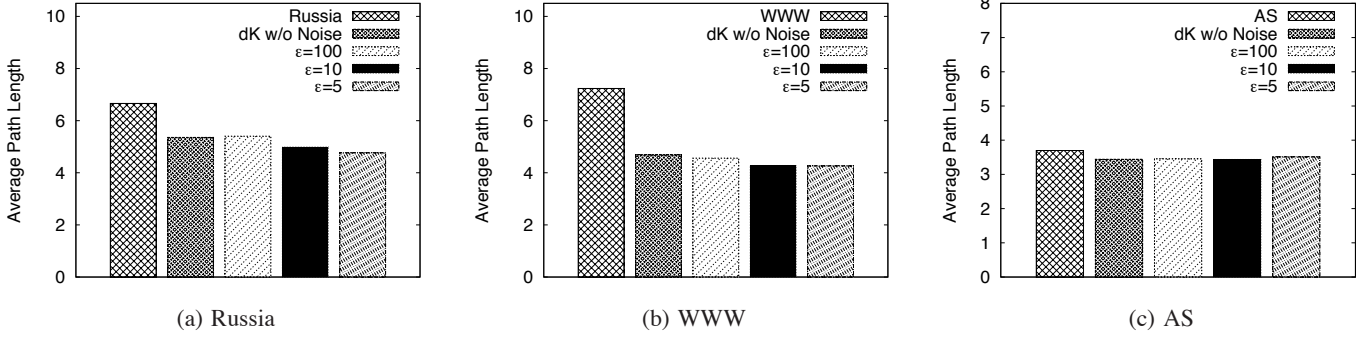 Average Path Length
10
8
6
4
2
0
Russia
dK w/o Noise
ε=100
ε=10
ε=5
(a) Russia
Average Path Length
10
8
6
4
2
0
WWW
dK w/o Noise
ε=100
ε=10
ε=5
(b) WWW
Average Path Length
8
7
6
5
4
3
2
1
0
AS
dK w/o Noise
ε=100
ε=10
ε=5
(c) AS